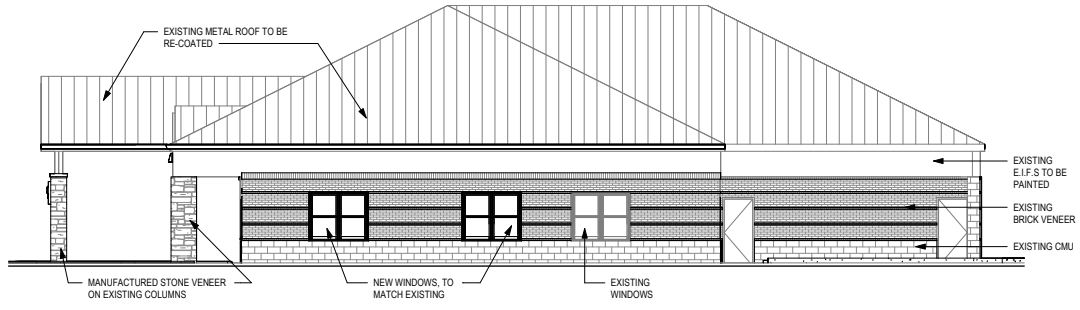 EXISTING METAL ROOF TO BE
RE-COATED
EXISTING
E.I.F.S TO BE
PAINTED
EXISTING
BRICK VENEER
EXISTING CMU
MANUFACTURED STONE VENEER
ON EXISTING COLUMNS
NEW WINDOWS, TO
MATCH EXISTING
EXISTING
WINDOWS